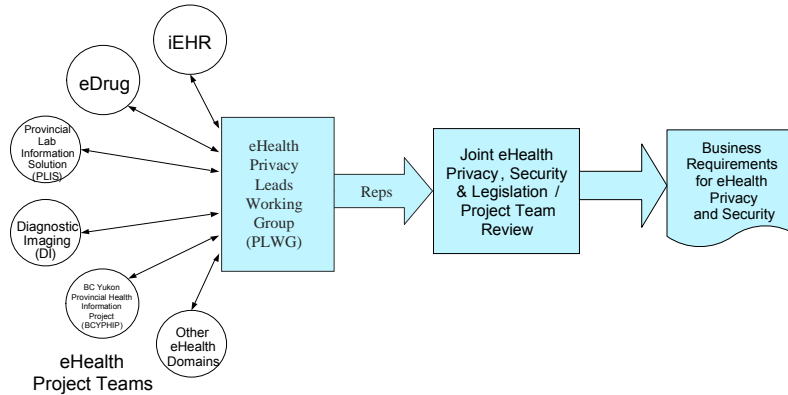 iEHR
eDrug
Provincial
Lab
Information
Solution
(PLIS)
Diagnostic
Imaging
(DI)
BC Yukon
Provincial Health
Information
Project
(BCYPHIP)
Other
eHealth
Domains
eHealth
Project Teams
eHealth
Privacy
Leads
Working
Group
(PLWG)
Reps
Joint eHealth
Privacy, Security
& Legislation /
Project Team
Review
Business
Requirements
for eHealth
Privacy
and Security